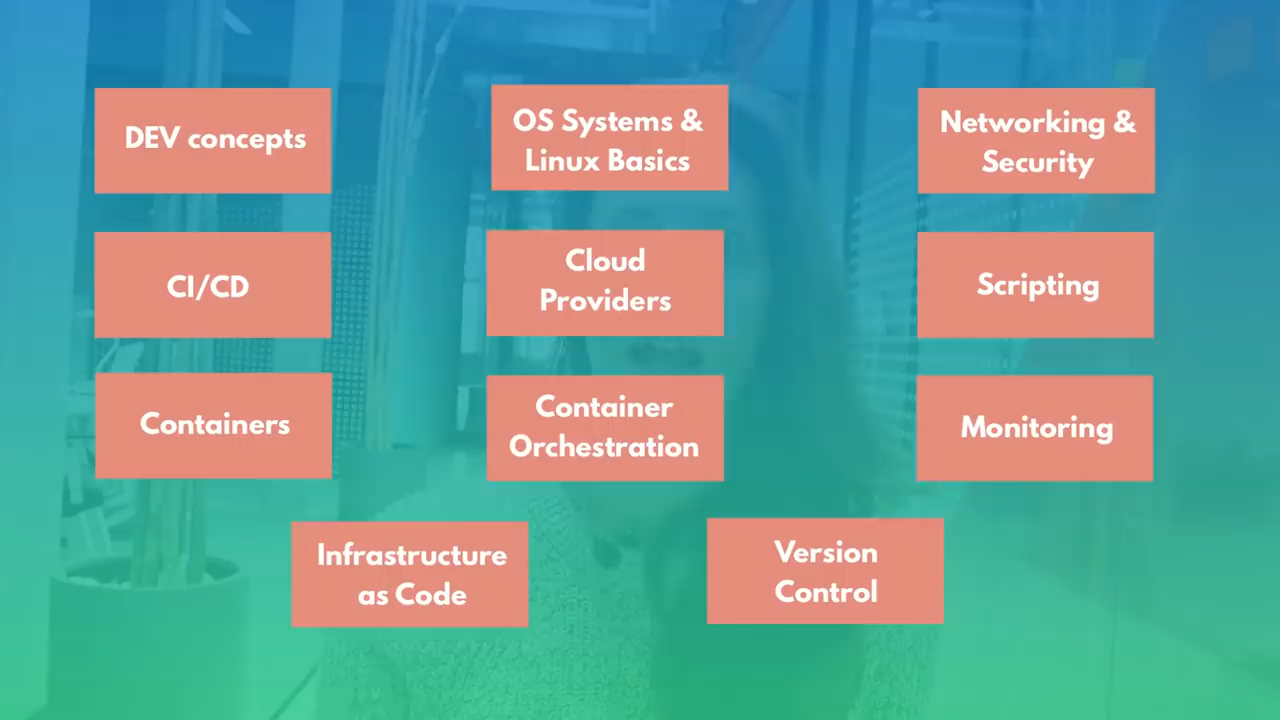 DEV concepts
OS Systems &
Linux Basics
Networking &
Security
CI/CD
Cloud
Providers
Scripting
Containers
Container
Orchestration
Monitoring
Infrastructure
as Code
Version
Control